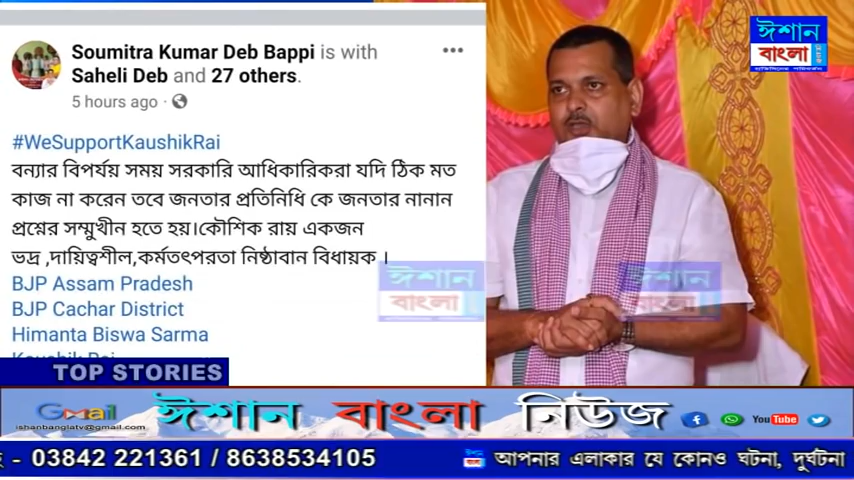 Soumitra Kumar Deb Bappi is with
Saheli Deb and 27 others.
5 hours ago
#WeSupportKaushikRai
বন্যার বিপর্যয় সময় সরকারি আধিকারিকরা যদি ঠিক মত
কাজ না করেন তবে জনতার প্রতিনিধি কে জনতার নানান
প্রশ্নের সম্মুখীন হতে হয়।কৌশিক রায় একজন
ভদ্র ,দায়িত্বশীল,কর্মতৎপরতা নিষ্ঠাবান বিধায়ক ।
BJP Assam Pradesh
BJP Cachar District
Himanta Biswa Sarma
ঈশান
বাংলা
ঈশান
বাংলা
ঈশান
বাংলা
TOP STORIES
Gmail
ishanbanglatv@gmail.com
ঈশান বাংলা নিউজ
YouTube
- 03842 221361 / 8638534105
আপনার এলাকার যে কোনও ঘটনা, দুর্ঘটনা